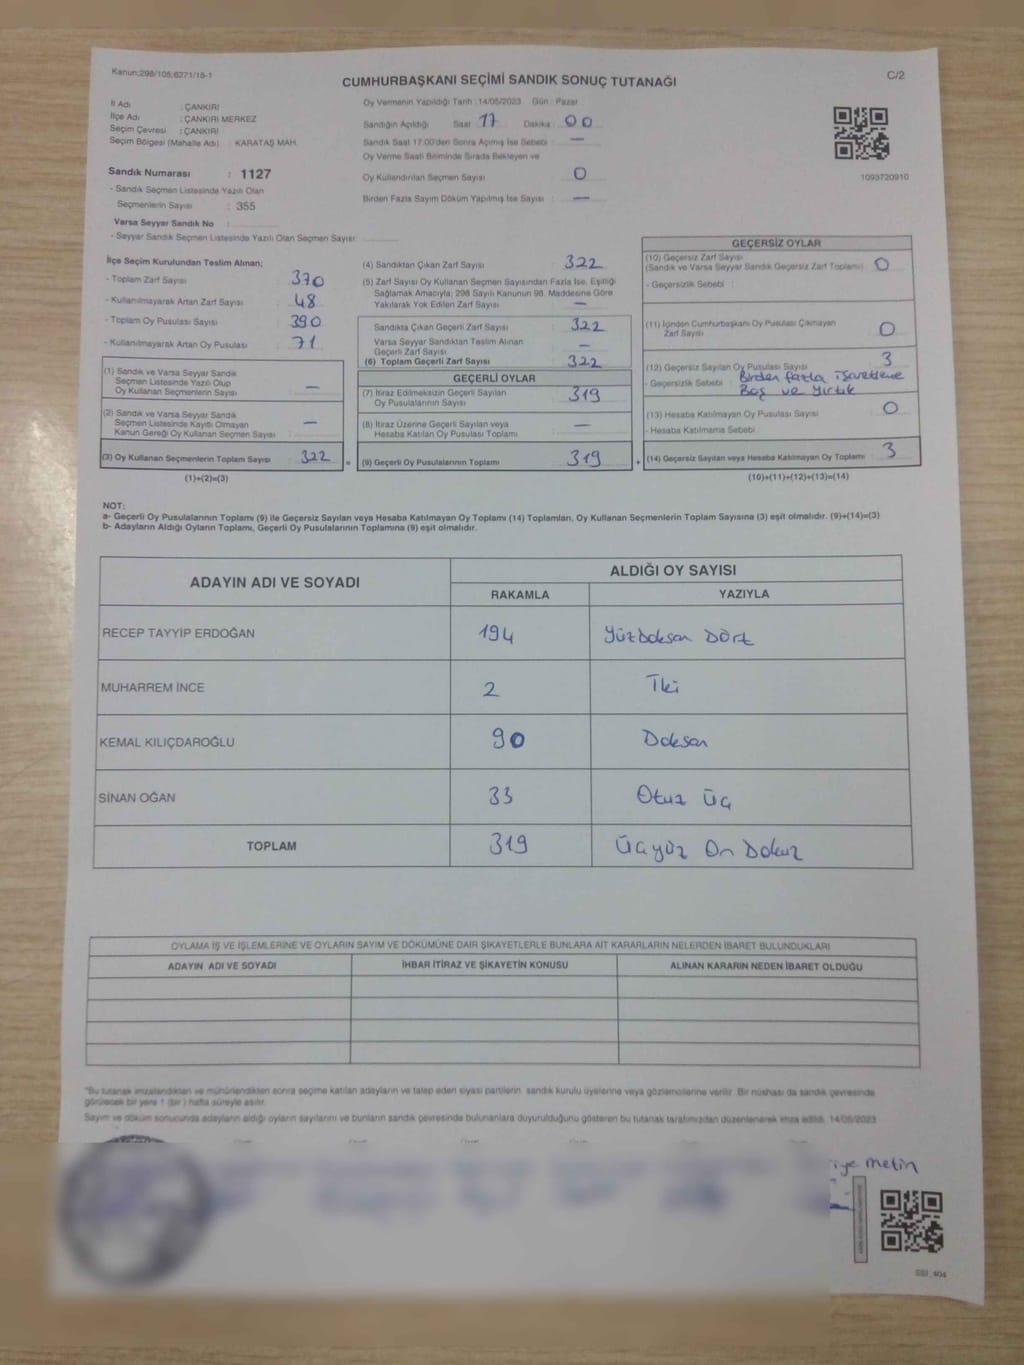 Kanun:298/105,6271/18-1
C/2
CUMHURBAŞKANI SEÇİMİ SANDIK SONUÇ TUTANAĞI
İl Adı : ÇANKIRI
İlçe Adı : ÇANKIRI MERKEZ
Seçim Çevresi : ÇANKIRI
Seçim Bölgesi (Mahalle Adı) : KARATAŞ MAH.
Sandık Numarası : 1127
- Sandık Seçmen Listesinde Yazılı Olan
Seçmenlerin Sayısı : 355
Varsa Seyyar Sandık No :
- Seyyar Sandık Seçmen Listesinde Yazılı Olan Seçmen Sayısı:
Oy Vermenin Yapıldığı Tarih :14/05/2023 Gün : Pazar
Sandığın Açıldığı Saat 17 Dakika : 00
Sandık Saat 17.00'den Sonra Açımış İse Sebebi : —
Oy Verme Saati Bitiminde Sırada Bekleyen ve
Oy Kullandırılan Seçmen Sayısı : 0
Birden Fazla Sayım Döküm Yapılmış İse Sayısı : —
1093720910
İlçe Seçim Kurulundan Teslim Alınan;
- Toplam Zarf Sayısı : 370
- Kullanılmayarak Artan Zarf Sayısı : 48
- Toplam Oy Pusulası Sayısı : 390
- Kullanılmayarak Artan Oy Pusulası : 71
(1) Sandık ve Varsa Seyyar Sandık
Seçmen Listesinde Yazılı Olup
Oy Kullanan Seçmenlerin Sayısı : —
(2) Sandık ve Varsa Seyyar Sandık
Seçmen Listesinde Kayıtlı Olmayan
Kanun Gereği Oy Kullanan Seçmen Sayısı : —
(3) Oy Kullanan Seçmenlerin Toplam Sayısı : 322
(1)+(2)=(3)
(4) Sandıktan Çıkan Zarf Sayısı : 322
(5) Zarf Sayısı Oy Kullanan Seçmen Sayısından Fazla İse, Eşitliği
Sağlamak Amacıyla; 298 Sayılı Kanunun 98. Maddesine Göre
Yakılarak Yok Edilen Zarf Sayısı : —
Sandıkta Çıkan Geçerli Zarf Sayısı : 322
Varsa Seyyar Sandıktan Teslim Alınan
Geçerli Zarf Sayısı : —
(6) Toplam Geçerli Zarf Sayısı : 322
GEÇERLİ OYLAR
(7) İtiraz Edilmeksizin Geçerli Sayılan
Oy Pusulalarının Sayısı : 319
(8) İtiraz Üzerine Geçerli Sayılan veya
Hesaba Katılan Oy Pusulası Toplamı : —
= (9) Geçerli Oy Pusulalarının Toplamı : 319 +
GEÇERSİZ OYLAR
(10) Geçersiz Zarf Sayısı
(Sandık ve Varsa Seyyar Sandık Geçersiz Zarf Toplamı) : 0
- Geçersizlik Sebebi :
(11) İçinden Cumhurbaşkanı Oy Pusulası Çıkmayan
Zarf Sayısı : 0
(12) Geçersiz Sayılan Oy Pusulası Sayısı : 3
- Geçersizlik Sebebi : Birden fazla işaretleme
Boş ve Yırtık
(13) Hesaba Katılmayan Oy Pusulası Sayısı : 0
- Hesaba Katılmama Sebebi :
(14) Geçersiz Sayılan veya Hesaba Katılmayan Oy Toplamı : 3
(10)+(11)+(12)+(13)=(14)
NOT:
a- Geçerli Oy Pusulalarının Toplamı (9) ile Geçersiz Sayılan veya Hesaba Katılmayan Oy Toplamı (14) Toplamları, Oy Kullanan Seçmenlerin Toplam Sayısına (3) eşit olmalıdır. (9)+(14)=(3)
b- Adayların Aldığı Oyların Toplamı, Geçerli Oy Pusulalarının Toplamına (9) eşit olmalıdır.
ADAYIN ADI VE SOYADI
ALDIĞI OY SAYISI
RAKAMLA YAZIYLA
RECEP TAYYİP ERDOĞAN 194 Yüzdoksan Dört
MUHARREM İNCE 2 İki
KEMAL KILIÇDAROĞLU 90 Doksan
SİNAN OĞAN 33 Otuz Üç
TOPLAM 319 Üçyüz On Dokuz
OYLAMA İŞ VE İŞLEMLERİNE VE OYLARIN SAYIM VE DÖKÜMÜNE DAİR ŞİKAYETLERLE BUNLARA AİT KARARLARIN NELERDEN İBARET BULUNDUKLARI
ADAYIN ADI VE SOYADI İHBAR İTİRAZ VE ŞİKAYETİN KONUSU ALINAN KARARIN NEDEN İBARET OLDUĞU
"Bu tutanak imzalandıktan ve mühürlendikten sonra seçime katılan adayların ve talep eden siyasi partilerin sandık kurulu üyelerine veya gözlemcilerine verilir. Bir nüshası da sandık çevresinde
görülecek bir yere 1 (bir) hafta süreyle asılır.
Sayım ve döküm sonucunda adayların aldığı oyların sayılarını ve bunların sandık çevresinde bulunanlara duyurulduğunu gösteren bu tutanak tarafımızdan düzenlenerek imza edildi. 14/05/2023
iye Metin
SSI_404